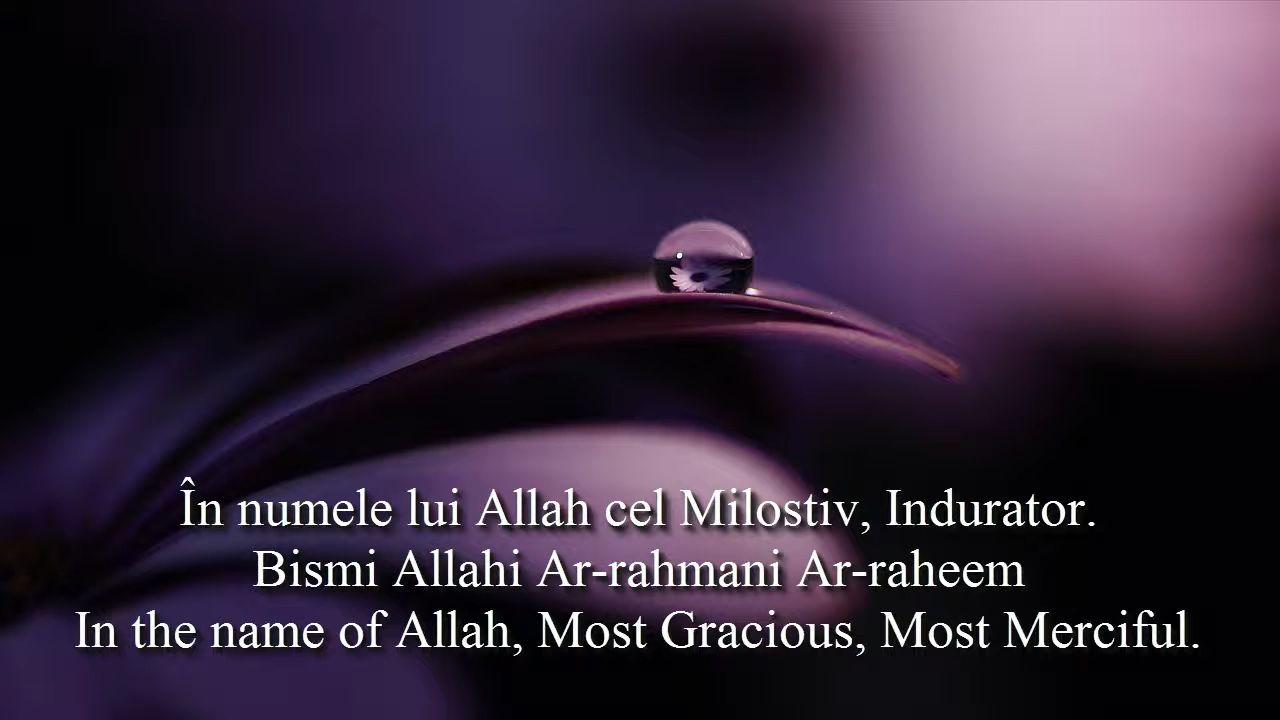 În numele lui Allah cel Milostiv, Indurator.
Bismi Allahi Ar-rahmani Ar-raheem
In the name of Allah, Most Gracious, Most Merciful.